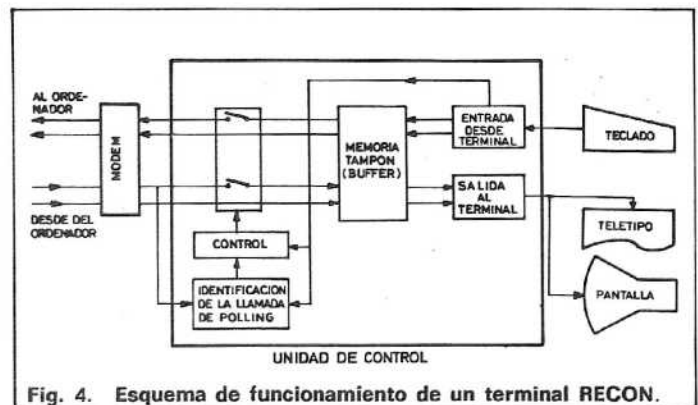 AL ORDE-
NADOR
MODEM
DESDE DEL
ORDENADOR
CONTROL
IDENTIFICACION
DE LA LLAMADA
DE POLLING
MEMORIA
TAMPON
(BUFFER)
ENTRADA
DESDE
TERMINAL
SALIDA
AL
TERMINAL
TECLADO
TELETIPO
PANTALLA
UNIDAD DE CONTROL
Fig. 4. Esquema de funcionamiento de un terminal RECON.